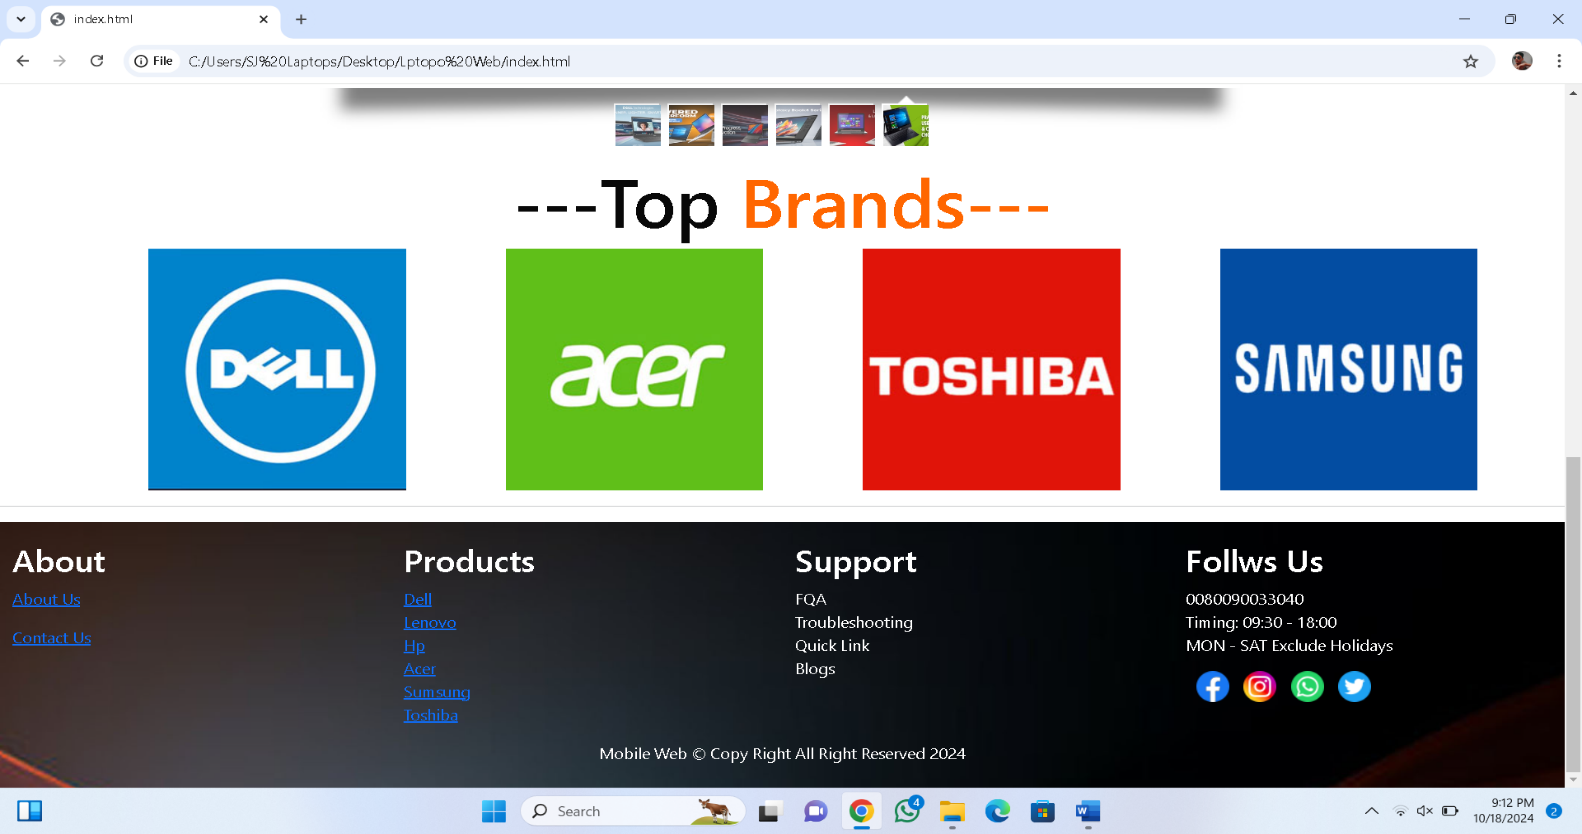 index.html
File C:/Users/SJ%20Laptops/Desktop/Lptopo%20Web/index.html
---Top Brands---
DELL
acer
TOSHIBA
SAMSUNG
About
About Us
Contact Us
Products
Dell
Lenovo
Hp
Acer
Sumsung
Toshiba
Support
FQA
Troubleshooting
Quick Link
Blogs
Follws Us
0080090033040
Timing: 09:30 - 18:00
MON - SAT Exclude Holidays
Mobile Web © Copy Right All Right Reserved 2024
Search
4
9:12 PM
10/18/2024
2